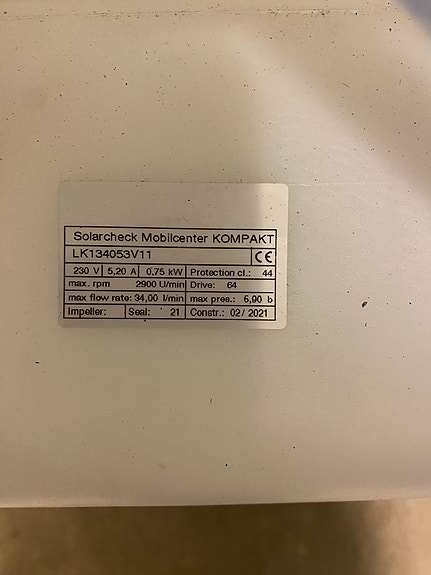 Solarcheck Mobilcenter KOMPAKT
LK134053V11 CE
230 V 5,20 A 0,75 kW Protection cl.: 44
max. rpm 2900 U/min Drive: 64
max flow rate: 34,00 l/min max pres.: 5,90 b
Impeller: Seal: 21 Constr.: 02/2021